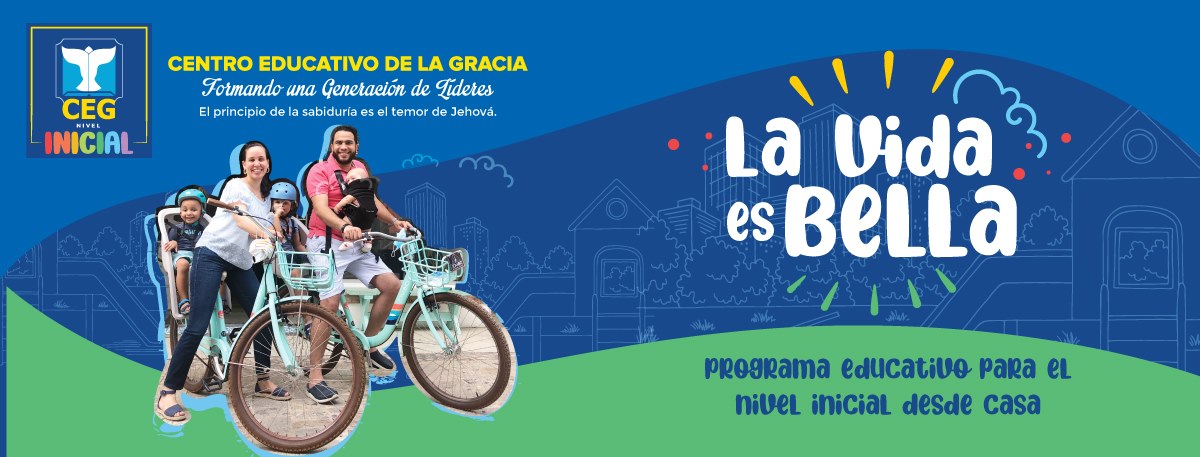 CEG
NIVEL
INICIAL
CENTRO EDUCATIVO DE LA GRACIA
Formando una Generación de Líderes
El principio de la sabiduría es el temor de Jehová.
La Vida
es Bella
programa educativo para el
nivel inicial desde casa